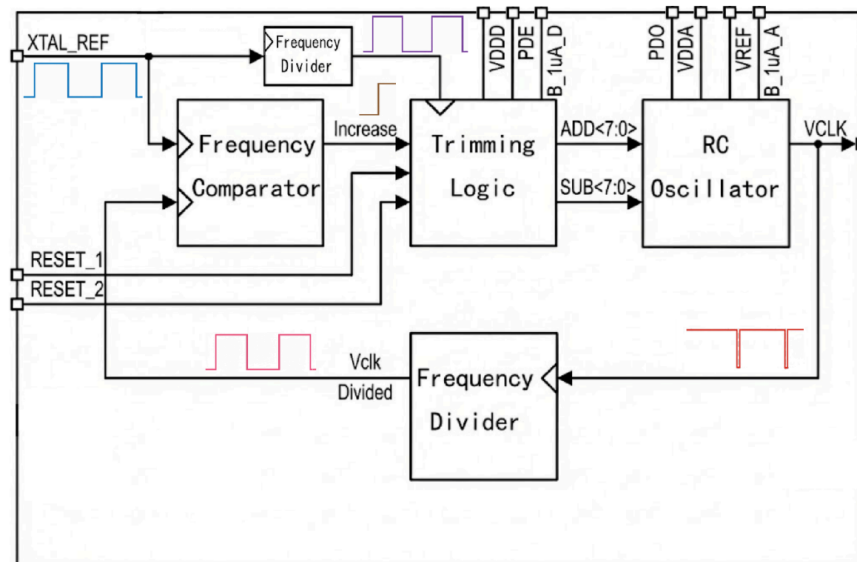 XTAL_REF
Frequency
Divider
VDDD
PDE
B_1uA_D
PDO
VDDA
VREF
B_1uA_A
Frequency
Comparator
Increase
Trimming
Logic
ADD<7:0>
SUB<7:0>
RC
Oscillator
VCLK
RESET_1
RESET_2
Vclk
Divided
Frequency
Divider